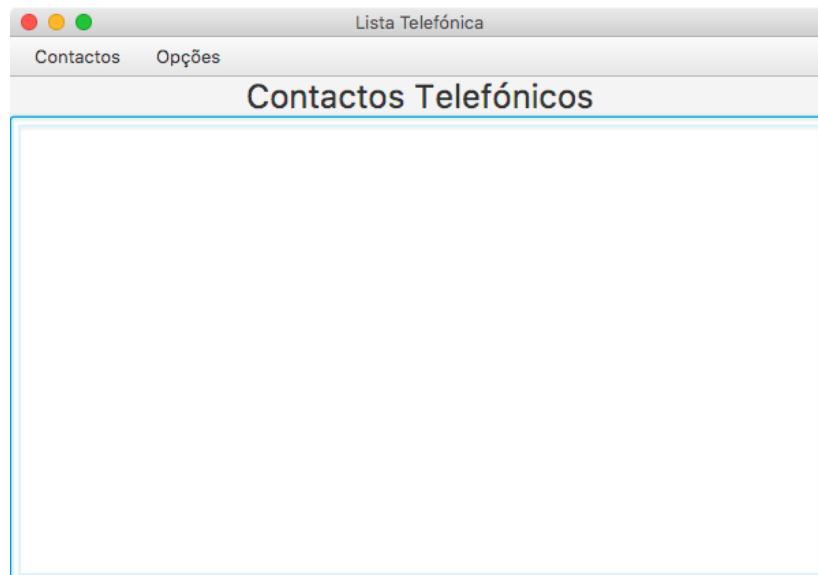 Lista Telefónica
Contactos Opções
Contactos Telefónicos